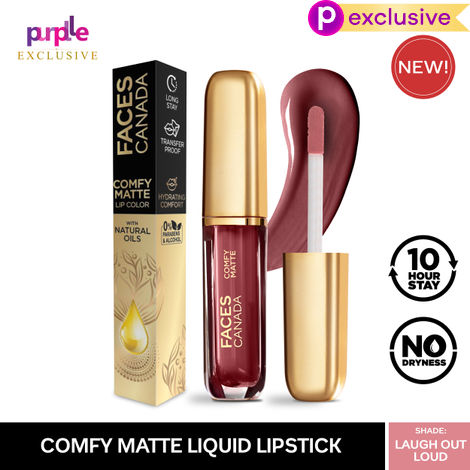 purplle
EXCLUSIVE
p exclusive
NEW!
FACES
CANADA
COMFY
MATTE
LIP COLOR
WITH
NATURAL
OILS
LONG
STAY
TRANSFER
PROOF
HYDRATING
COMFORT
0%
PARABENS
& ALCOHOL
FACES
CANADA
COMFY
MATTE
10
HOUR
STAY
NO
DRYNESS
COMFY MATTE LIQUID LIPSTICK
SHADE:
LAUGH OUT
LOUD